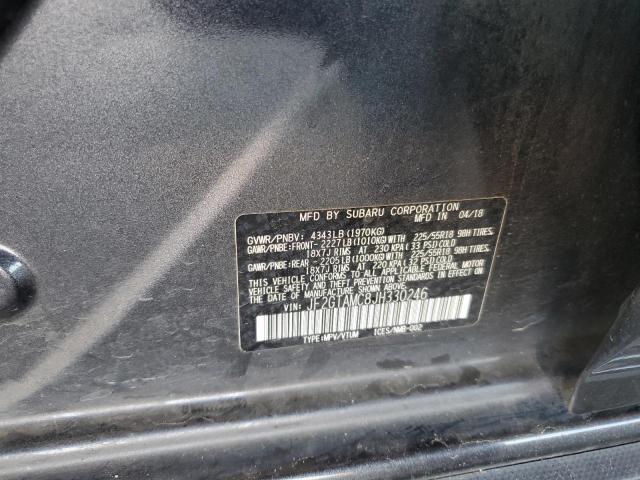 MFD BY SUBARU CORPORATION
MFD IN 04/18
GVWR/PNBV: 4343LB (1970KG)
GAWR/PNBE:FRONT-2227LB (1010KG) WITH 225/55R18 98H TIRES,
18X7J RIMS AT 230 KPA ( 33 PSI) COLD
GAWR/PNBE:REAR -2205LB (1000KG) WITH 225/55R18 98H TIRES,
18X7J RIMS AT 220 KPA ( 32 PSI) COLD
THIS VEHICLE CONFORMS TO ALL APPLICABLE FEDERAL MOTOR
VEHICLE SAFETY AND THEFT PREVENTION STANDARDS IN EFFECT
ON THE DATE OF MANUFACTURE SHOWN ABOVE.
VIN: JF2GTAMC8JH330246
TYPE:MPV/VTUM ICES/NMB-002